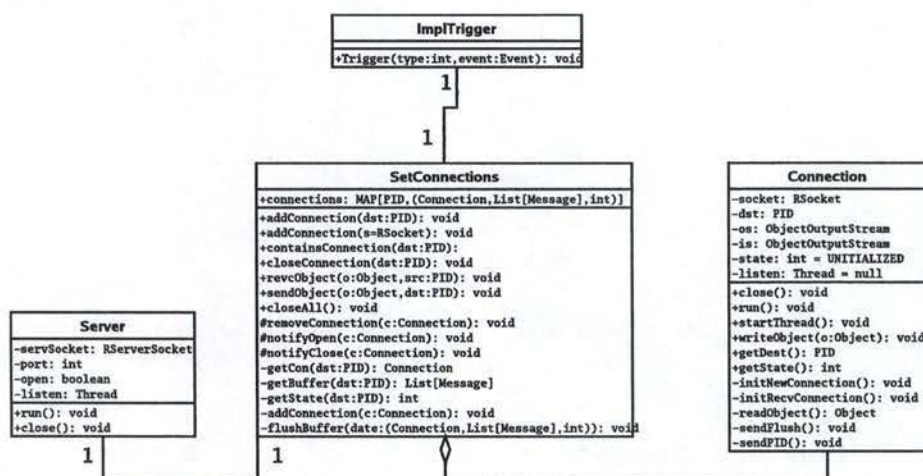 ImplTrigger
+Trigger(type:int,event:Event): void
1
1
SetConnections
+connections: MAP[PID,(Connection,List[Message],int)]
+addConnection(dst:PID): void
+addConnection(s=RSocket): void
+containsConnection(dst:PID):
+closeConnection(dst:PID): void
+revcObject(o:Object,src:PID): void
+sendObject(o:Object,dst:PID): void
+closeAll(): void
#removeConnection(c:Connection): void
#notifyOpen(c:Connection): void
#notifyClose(c:Connection): void
-getCon(dst:PID): Connection
-getBuffer(dst:PID): List[Message]
-getState(dst:PID): int
-addConnection(c:Connection): void
-flushBuffer(date:(Connection,List[Message],int)): void
Connection
-socket: RSocket
-dst: PID
-os: ObjectOutputStream
-is: ObjectOutputStream
-state: int = UNITIALIZED
-listen: Thread = null
+close(): void
+run(): void
+startThread(): void
+writeObject(o:Object): void
+getDest(): PID
+getState(): int
-initNewConnection(): void
-initRecvConnection(): void
-readObject(): Object
-sendFlush(): void
-sendPID(): void
Server
-servSocket: RServerSocket
-port: int
-open: boolean
-listen: Thread
+run(): void
+close(): void
1
1